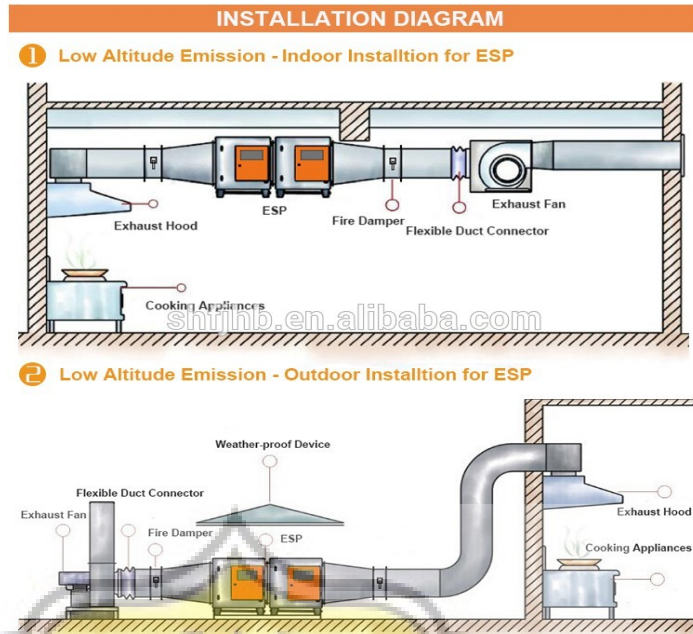 INSTALLATION DIAGRAM
1 Low Altitude Emission - Indoor Installtion for ESP
ESP
Exhaust Fan
Exhaust Hood
Fire Damper
Flexible Duct Connector
Cooking Appliances
shfjhb.en.alibaba.com
2 Low Altitude Emission - Outdoor Installtion for ESP
Weather-proof Device
Flexible Duct Connector
Exhaust Fan
Exhaust Hood
Fire Damper
ESP
Cooking Appliances